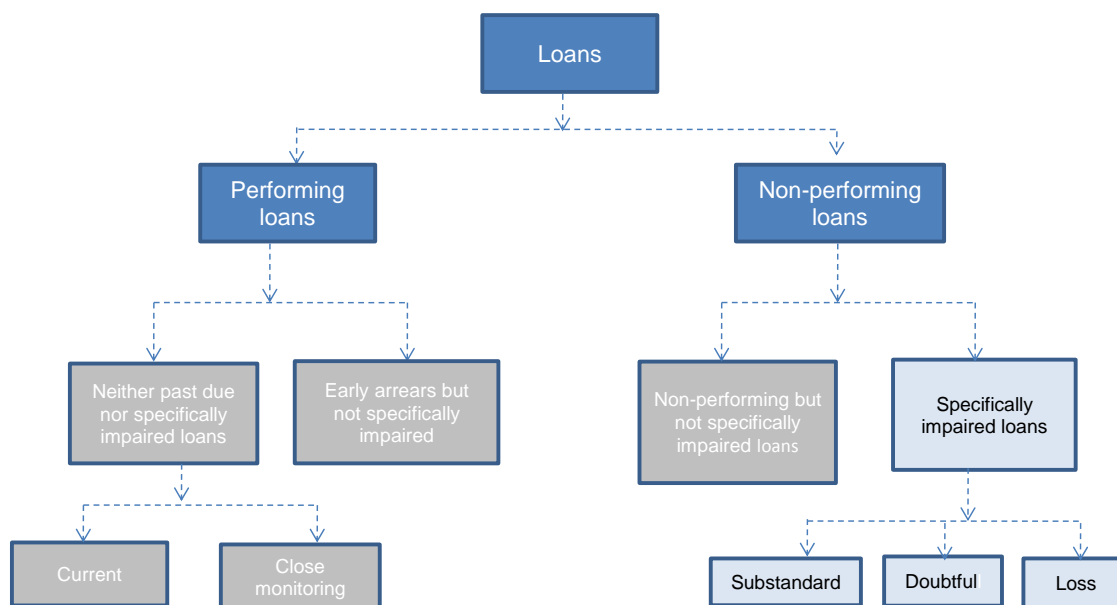 Loans
Performing
loans
Non-performing
loans
Neither past due
nor specifically
impaired loans
Early arrears but
not specifically
impaired
Non-performing but
not specifically
impaired loans
Specifically
impaired loans
Current
Close
monitoring
Substandard
Doubtful
Loss